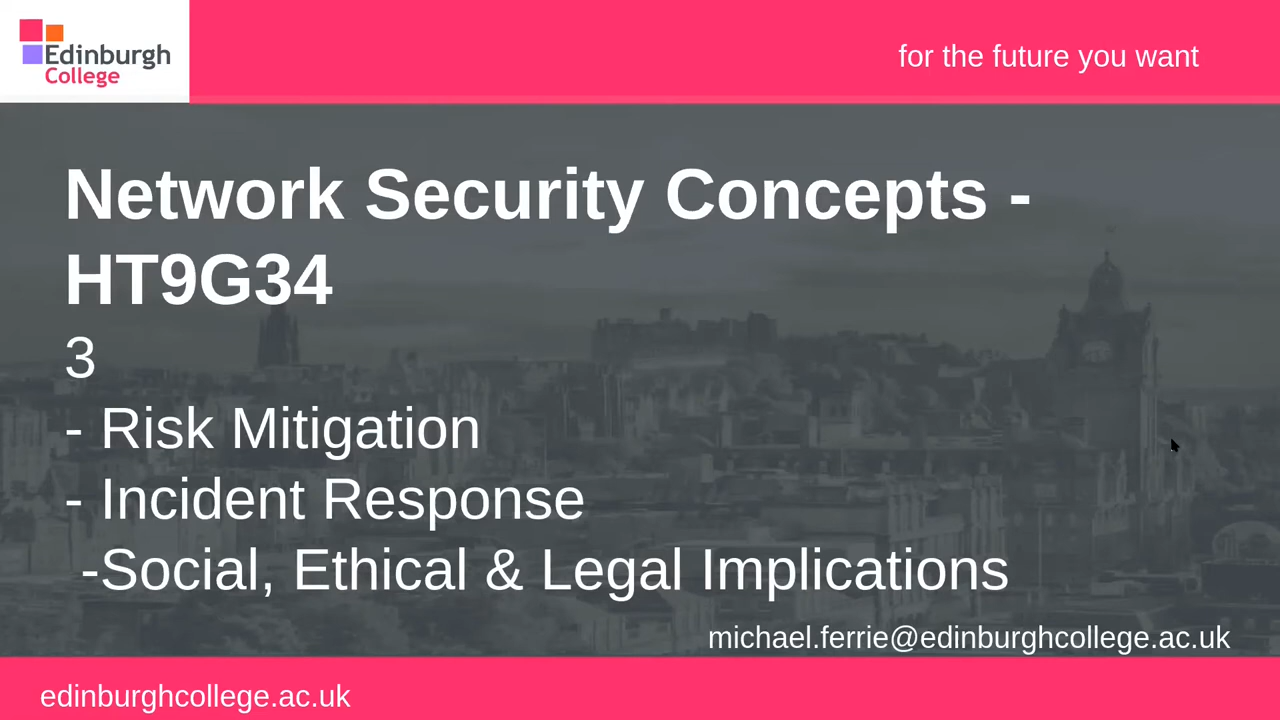 Edinburgh
College
for the future you want
Network Security Concepts -
HT9G34
3
- Risk Mitigation
- Incident Response
-Social, Ethical & Legal Implications
michael.ferrie@edinburghcollege.ac.uk
edinburghcollege.ac.uk